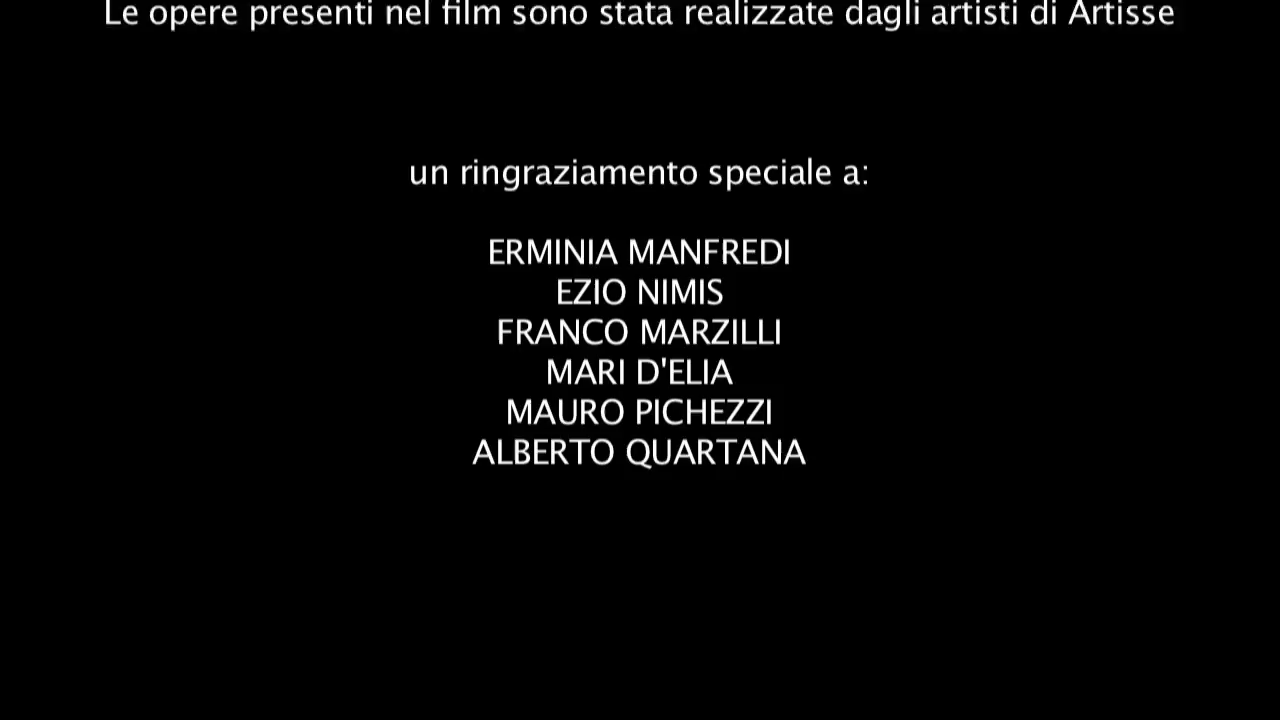 Le opere presenti nel film sono stata realizzate dagli artisti di Artisse
un ringraziamento speciale a:
ERMINIA MANFREDI
EZIO NIMIS
FRANCO MARZILLI
MARI D'ELIA
MAURO PICHEZZI
ALBERTO QUARTANA